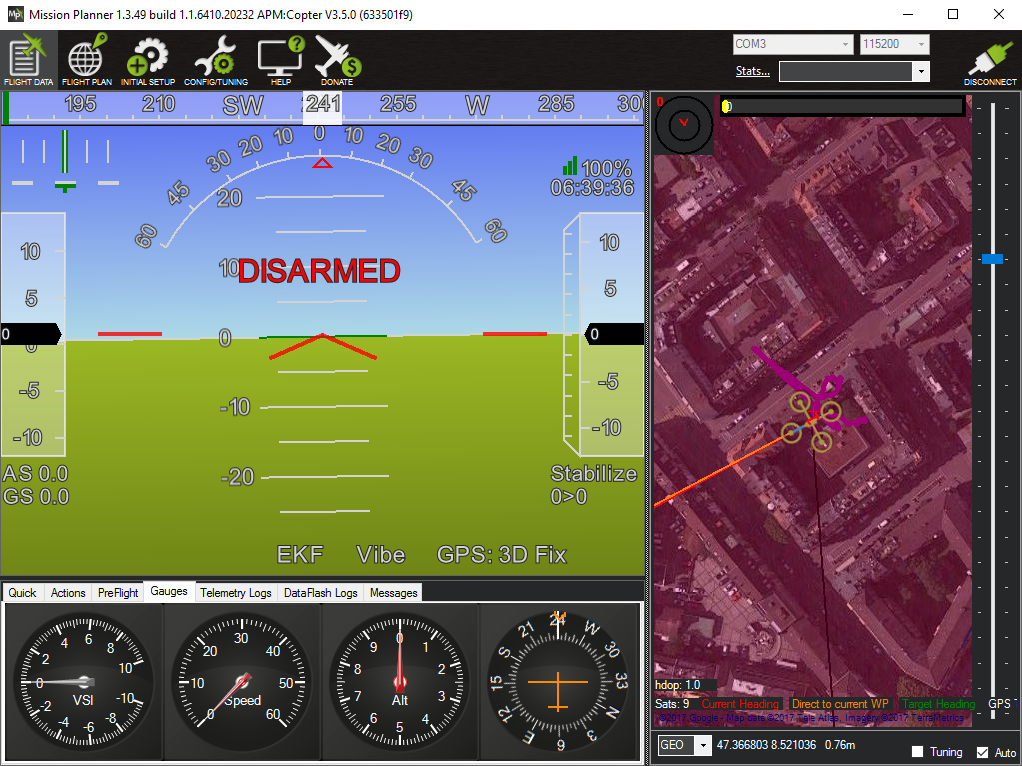 Mission Planner 1.3.49 build 1.1.6410.20232 APM:Copter V3.5.0 (633501f9)
COM3 115200
Stats...
FLIGHT DATA FLIGHT PLAN INITIAL SETUP CONFIG/TUNING HELP DONATE DISCONNECT
195 210 SW 241 255 W 285 30
0 0
60 45 30 20 10 0 10 20 30 45 60
100%
06:39:36
20
10 DISARMED
0
-10
-20
10
5
0
0
-5
-10
10
5
0
-5
-10
AS 0.0
GS 0.0
Stabilize
0>0
EKF Vibe GPS: 3D Fix
Quick Actions PreFlight Gauges Telemetry Logs DataFlash Logs Messages
0 2 4 6 8 10 -10 -8 -6 -4 -2
VSI
0 10 20 30 40 50 60
Speed
0 1 2 3 4 5 6 7 8 9
Alt
24 W 30 33 N 3 6 E 12 15 S 21
hdop: 1.0
Sats: 9 Current Heading Direct to current WP Target Heading GPS
©2017 Google - Map data ©2017 Tele Atlas, Imagery ©2017 TerraMetrics
GEO 47.366803 8.521036 0.76m
Tuning Auto